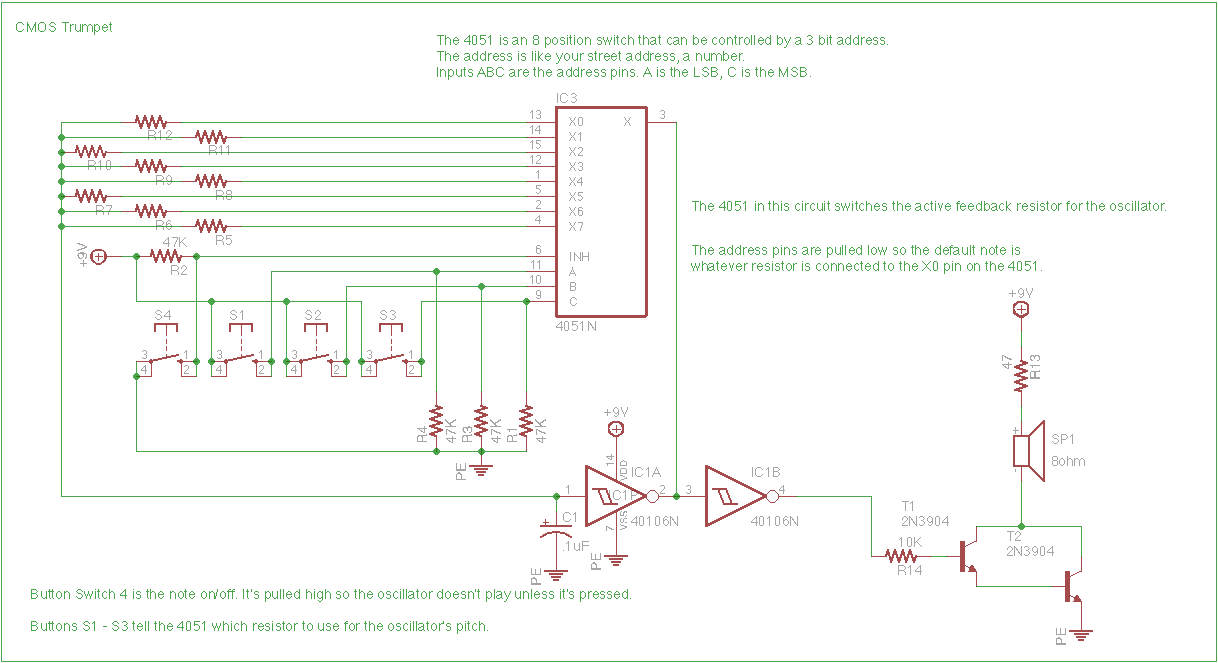 CMOS Trumpet
The 4051 is an 8 position switch that can be controlled by a 3 bit address.
The address is like your street address, a number.
Inputs ABC are the address pins. A is the LSB, C is the MSB.
IC3
13 X0 X 3
R12
14 X1
R11
15 X2
R10
12 X3
R9
1 X4
R8
5 X5
R7
2 X6
R6
4 X7
R5
The 4051 in this circuit switches the active feedback resistor for the oscillator.
47K
+9V
R2
6 INH
11 A
10 B
9 C
4051N
The address pins are pulled low so the default note is
whatever resistor is connected to the X0 pin on the 4051.
+9V
S4 S1 S2 S3
3 1 3 1 3 1 3 1
4 2 4 2 4 2 4 2
47
R13
+9V
R4 47K R3 47K R1 47K
SP1
+
8ohm
-
PE
14
VDD
IC1A
IC1B
1 IC1P 2 3 4
40106N 40106N
7
VSS
+
C1
.1uF
PE
PE
T1
2N3904
10K
R14
T2
2N3904
PE
Button Switch 4 is the note on/off. It's pulled high so the oscillator doesn't play unless it's pressed.
Buttons S1 - S3 tell the 4051 which resistor to use for the oscillator's pitch.